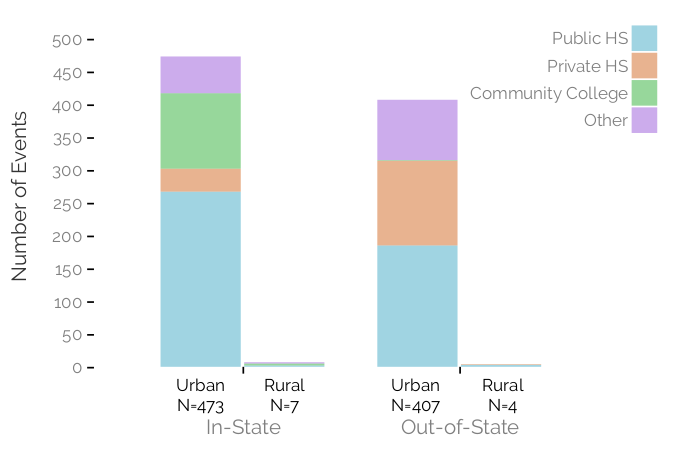 Number of Events
500
450
400
350
300
250
200
150
100
50
0
Public HS
Private HS
Community College
Other
Urban
N=473
Rural
N=7
In-State
Urban
N=407
Rural
N=4
Out-of-State